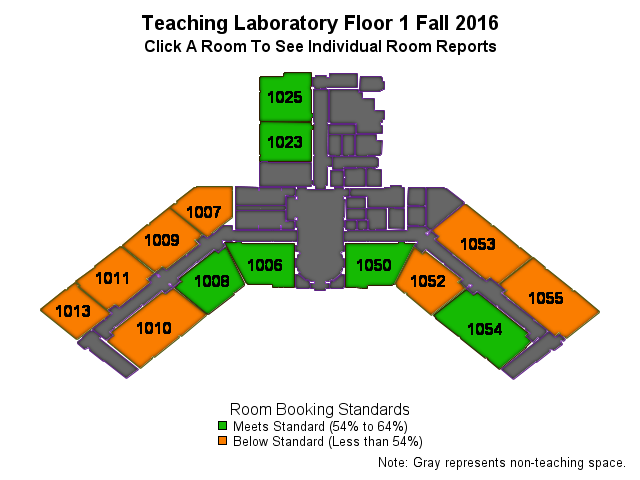 Teaching Laboratory Floor 1 Fall 2016
Click A Room To See Individual Room Reports
1025
1023
1007
1009
1053
1006
1050
1011
1008
1052
1055
1013
1010
1054
Room Booking Standards
Meets Standard (54% to 64%)
Below Standard (Less than 54%)
Note: Gray represents non-teaching space.